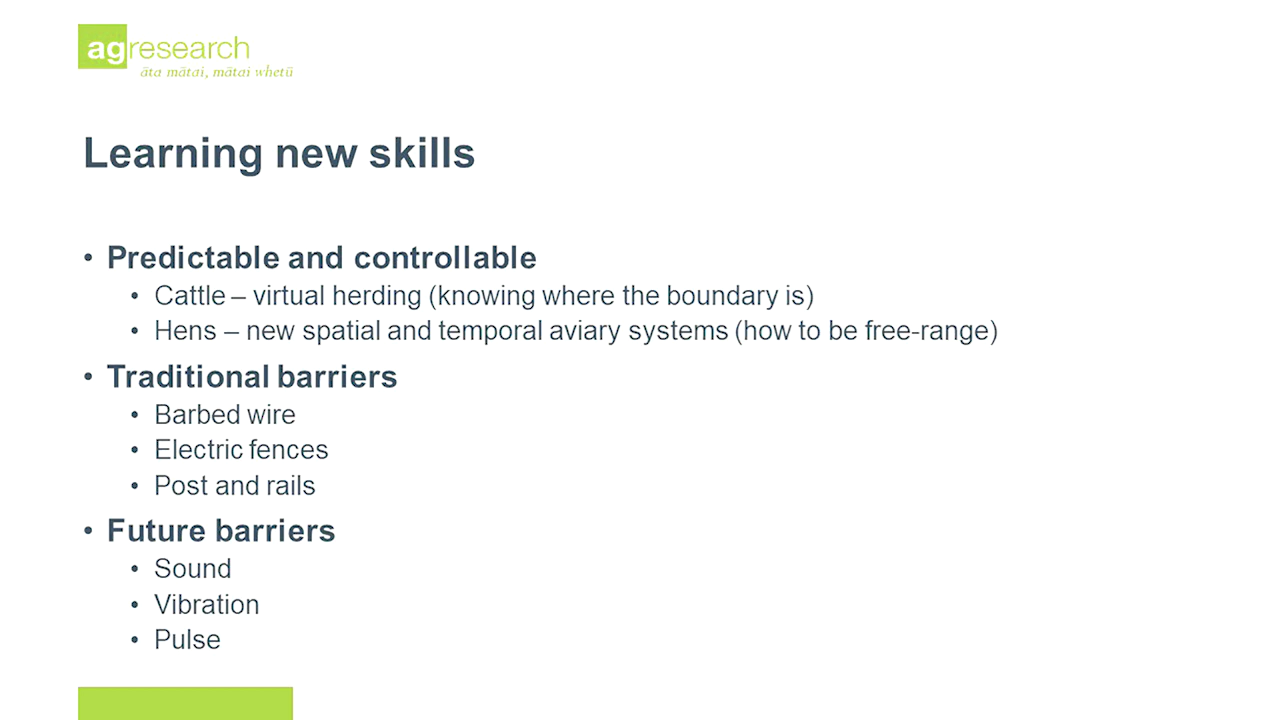 agresearch
āta mātai, mātai whetū
Learning new skills
• Predictable and controllable
• Cattle – virtual herding (knowing where the boundary is)
• Hens – new spatial and temporal aviary systems (how to be free-range)
• Traditional barriers
• Barbed wire
• Electric fences
• Post and rails
• Future barriers
• Sound
• Vibration
• Pulse